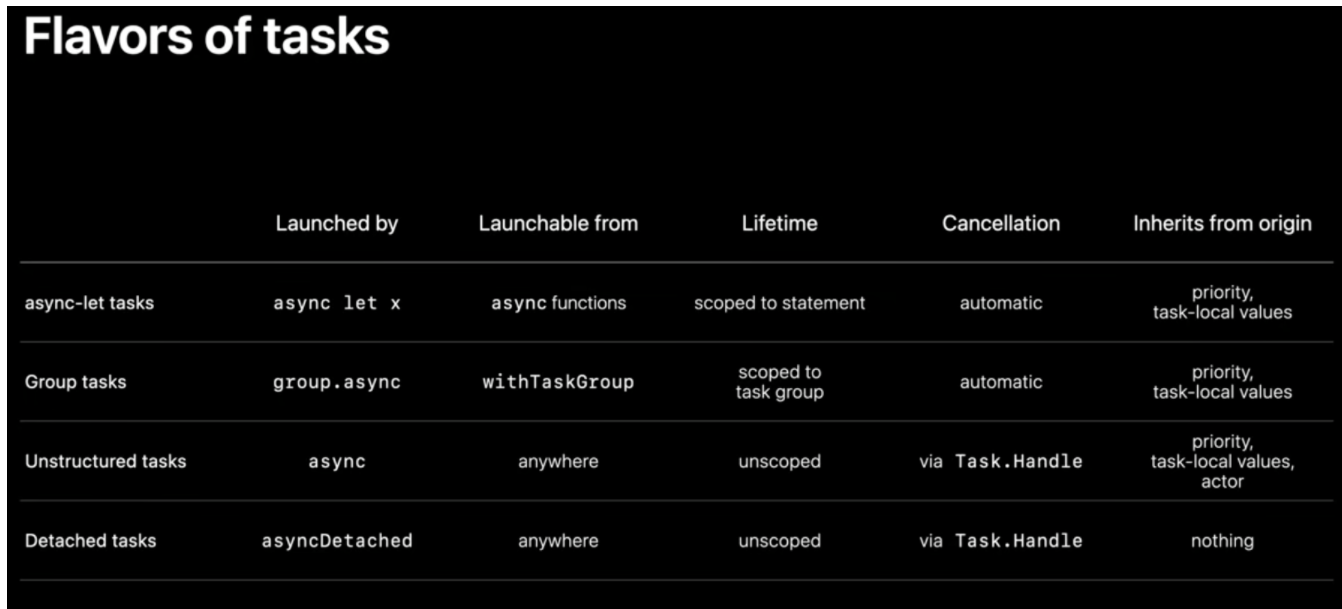 Flavors of tasks
Launched by Launchable from Lifetime Cancellation Inherits from origin
async-let tasks async let x async functions scoped to statement automatic priority,
task-local values
Group tasks group.async withTaskGroup scoped to
task group automatic priority,
task-local values
Unstructured tasks async anywhere unscoped via Task.Handle priority,
task-local values,
actor
Detached tasks asyncDetached anywhere unscoped via Task.Handle nothing